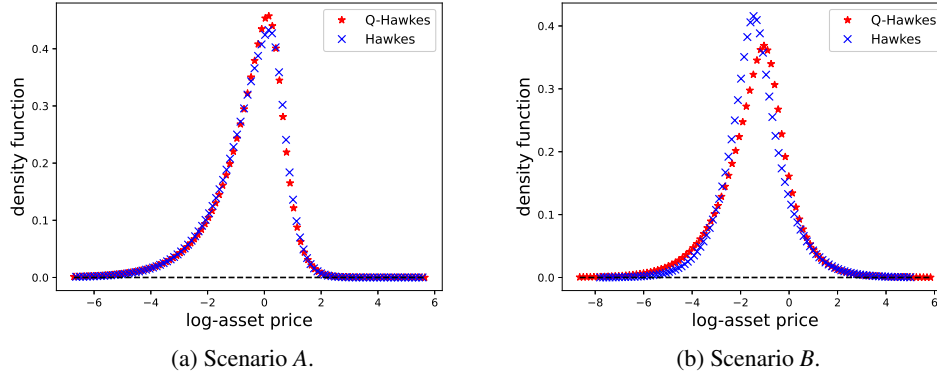 Q-Hawkes
Hawkes
0.4
0.3
0.2
0.1
0.0
density function
−6
−4
−2
0
2
4
6
log-asset price
(a) Scenario A.
Q-Hawkes
Hawkes
0.4
0.3
0.2
0.1
0.0
density function
−8
−6
−4
−2
0
2
4
6
log-asset price
(b) Scenario B.